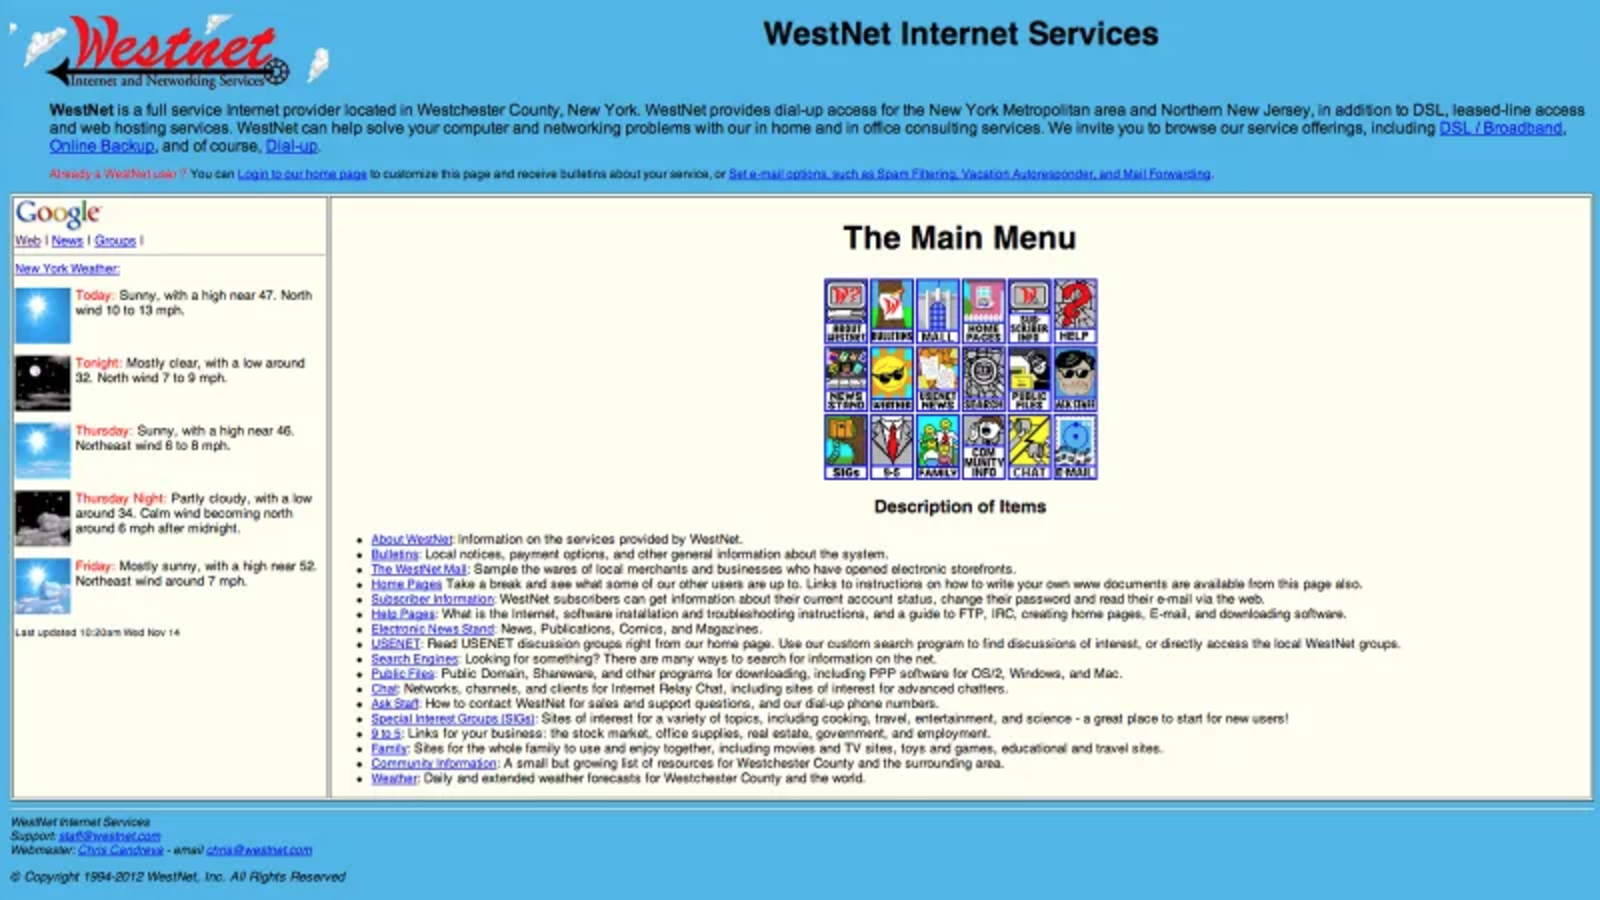 Westnet
Internet and Networking Services
WestNet Internet Services
WestNet is a full service Internet provider located in Westchester County, New York. WestNet provides dial-up access for the New York Metropolitan area and Northern New Jersey, in addition to DSL, leased-line access
and web hosting services. WestNet can help solve your computer and networking problems with our in home and in office consulting services. We invite you to browse our service offerings, including DSL / Broadband,
Online Backup, and of course, Dial-up.
Already a WestNet user ? You can Login to our home page to customize this page and receive bulletins about your service, or Set e-mail options, such as Spam Filtering, Vacation Autoresponder, and Mail Forwarding.
Google
Web | News | Groups |
New York Weather:
Today: Sunny, with a high near 47. North
wind 10 to 13 mph.
Tonight: Mostly clear, with a low around
32. North wind 7 to 9 mph.
Thursday: Sunny, with a high near 46.
Northeast wind 6 to 8 mph.
Thursday Night: Partly cloudy, with a low
around 34. Calm wind becoming north
around 6 mph after midnight.
Friday: Mostly sunny, with a high near 52.
Northeast wind around 7 mph.
Last updated 10:20am Wed Nov 14
The Main Menu
ABOUT WESTNET
BULLETINS
MALL
HOME PAGES
SUB-SCRIBER INFO
HELP
NEWS STAND
WEATHER
USENET NEWS
SEARCH
PUBLIC FILES
ASK STAFF
SIGs
9-5
FAMILY
COM MUNITY INFO
CHAT
E-MAIL
Description of Items
About WestNet: Information on the services provided by WestNet.
Bulletins: Local notices, payment options, and other general information about the system.
The WestNet Mall: Sample the wares of local merchants and businesses who have opened electronic storefronts.
Home Pages Take a break and see what some of our other users are up to. Links to instructions on how to write your own www documents are available from this page also.
Subscriber Information: WestNet subscribers can get information about their current account status, change their password and read their e-mail via the web.
Help Pages: What is the Internet, software installation and troubleshooting instructions, and a guide to FTP, IRC, creating home pages, E-mail, and downloading software.
Electronic News Stand: News, Publications, Comics, and Magazines.
USENET: Read USENET discussion groups right from our home page. Use our custom search program to find discussions of interest, or directly access the local WestNet groups.
Search Engines: Looking for something? There are many ways to search for information on the net.
Public Files: Public Domain, Shareware, and other programs for downloading, including PPP software for OS/2, Windows, and Mac.
Chat: Networks, channels, and clients for Internet Relay Chat, including sites of interest for advanced chatters.
Ask Staff: How to contact WestNet for sales and support questions, and our dial-up phone numbers.
Special Interest Groups (SIGs): Sites of interest for a variety of topics, including cooking, travel, entertainment, and science - a great place to start for new users!
9 to 5: Links for your business: the stock market, office supplies, real estate, government, and employment.
Family: Sites for the whole family to use and enjoy together, including movies and TV sites, toys and games, educational and travel sites.
Community Information: A small but growing list of resources for Westchester County and the surrounding area.
Weather: Daily and extended weather forecasts for Westchester County and the world.
WestNet Internet Services
Support: staff@westnet.com
Webmaster: Chris Candreva - email chris@westnet.com
© Copyright 1994-2012 WestNet, Inc. All Rights Reserved